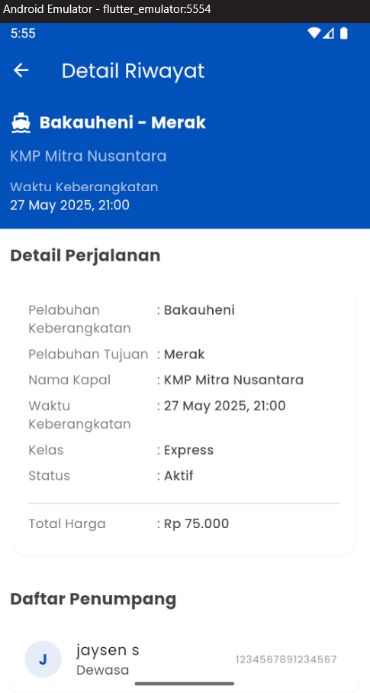 Android Emulator - flutter_emulator:5554
5:55
Detail Riwayat
Bakauheni - Merak
KMP Mitra Nusantara
Waktu Keberangkatan
27 May 2025, 21:00
Detail Perjalanan
Pelabuhan Keberangkatan : Bakauheni
Pelabuhan Tujuan : Merak
Nama Kapal : KMP Mitra Nusantara
Waktu Keberangkatan : 27 May 2025, 21:00
Kelas : Express
Status : Aktif
Total Harga : Rp 75.000
Daftar Penumpang
J
jaysen s
1234567891234567
Dewasa